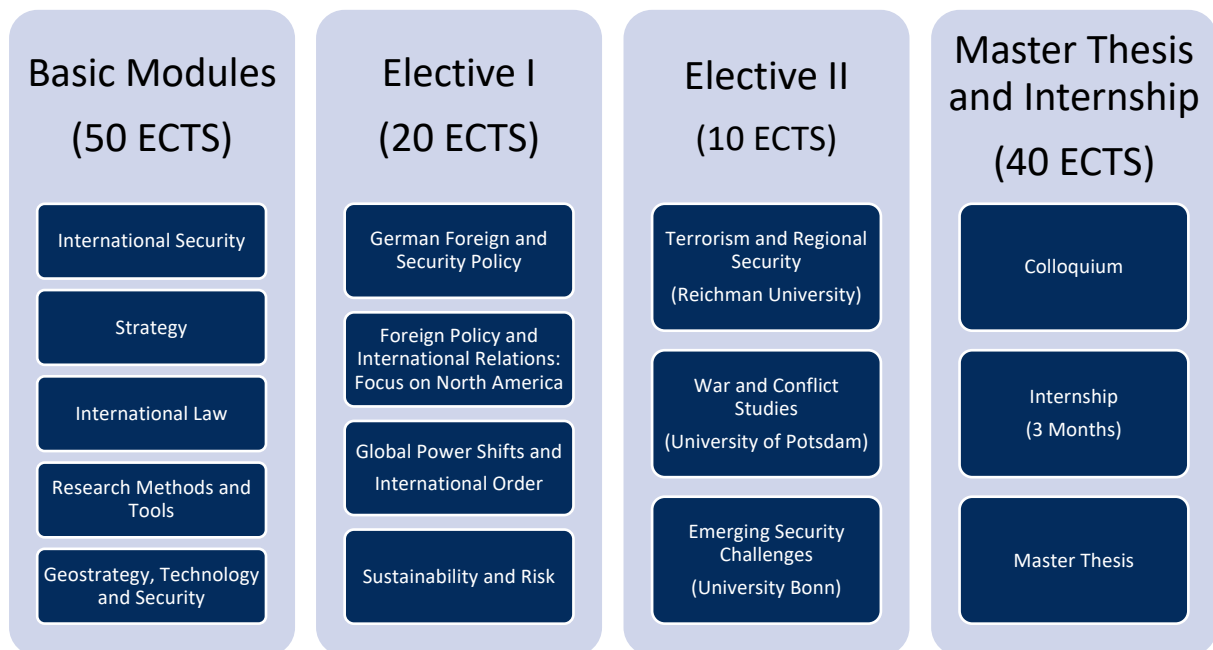 Basic Modules
(50 ECTS)
International Security
Strategy
International Law
Research Methods and
Tools
Geostrategy, Technology
and Security
Elective I
(20 ECTS)
German Foreign and
Security Policy
Foreign Policy and
International Relations:
Focus on North America
Global Power Shifts and
International Order
Sustainability and Risk
Elective II
(10 ECTS)
Terrorism and Regional
Security
(Reichman University)
War and Conflict
Studies
(University of Potsdam)
Emerging Security
Challenges
(University Bonn)
Master Thesis
and Internship
(40 ECTS)
Colloquium
Internship
(3 Months)
Master Thesis